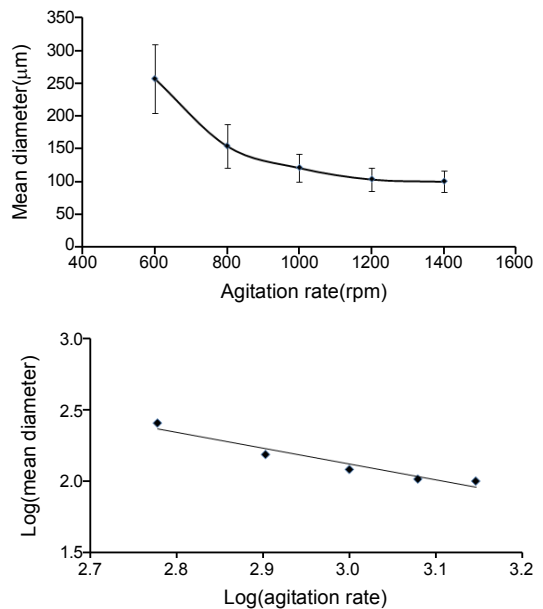 350
300
250
200
150
100
50
0
Mean diameter(μm)
400 600 800 1000 1200 1400 1600
Agitation rate(rpm)
3.0
2.5
2.0
1.5
Log(mean diameter)
2.7 2.8 2.9 3.0 3.1 3.2
Log(agitation rate)